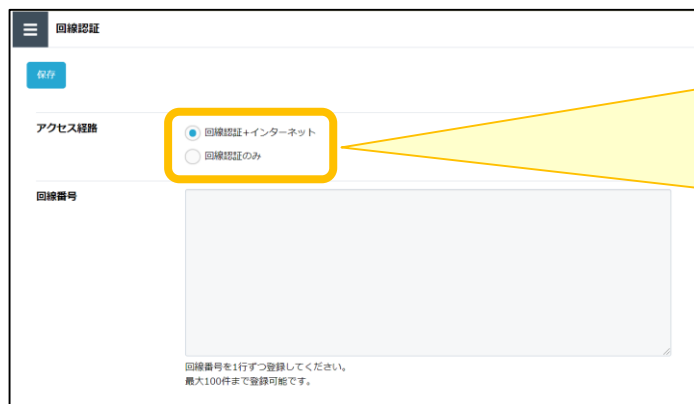 回線認証
保存
アクセス経路
回線認証+インターネット
回線認証のみ
回線番号
回線番号を1行ずつ登録してください。
最大100件まで登録可能です。